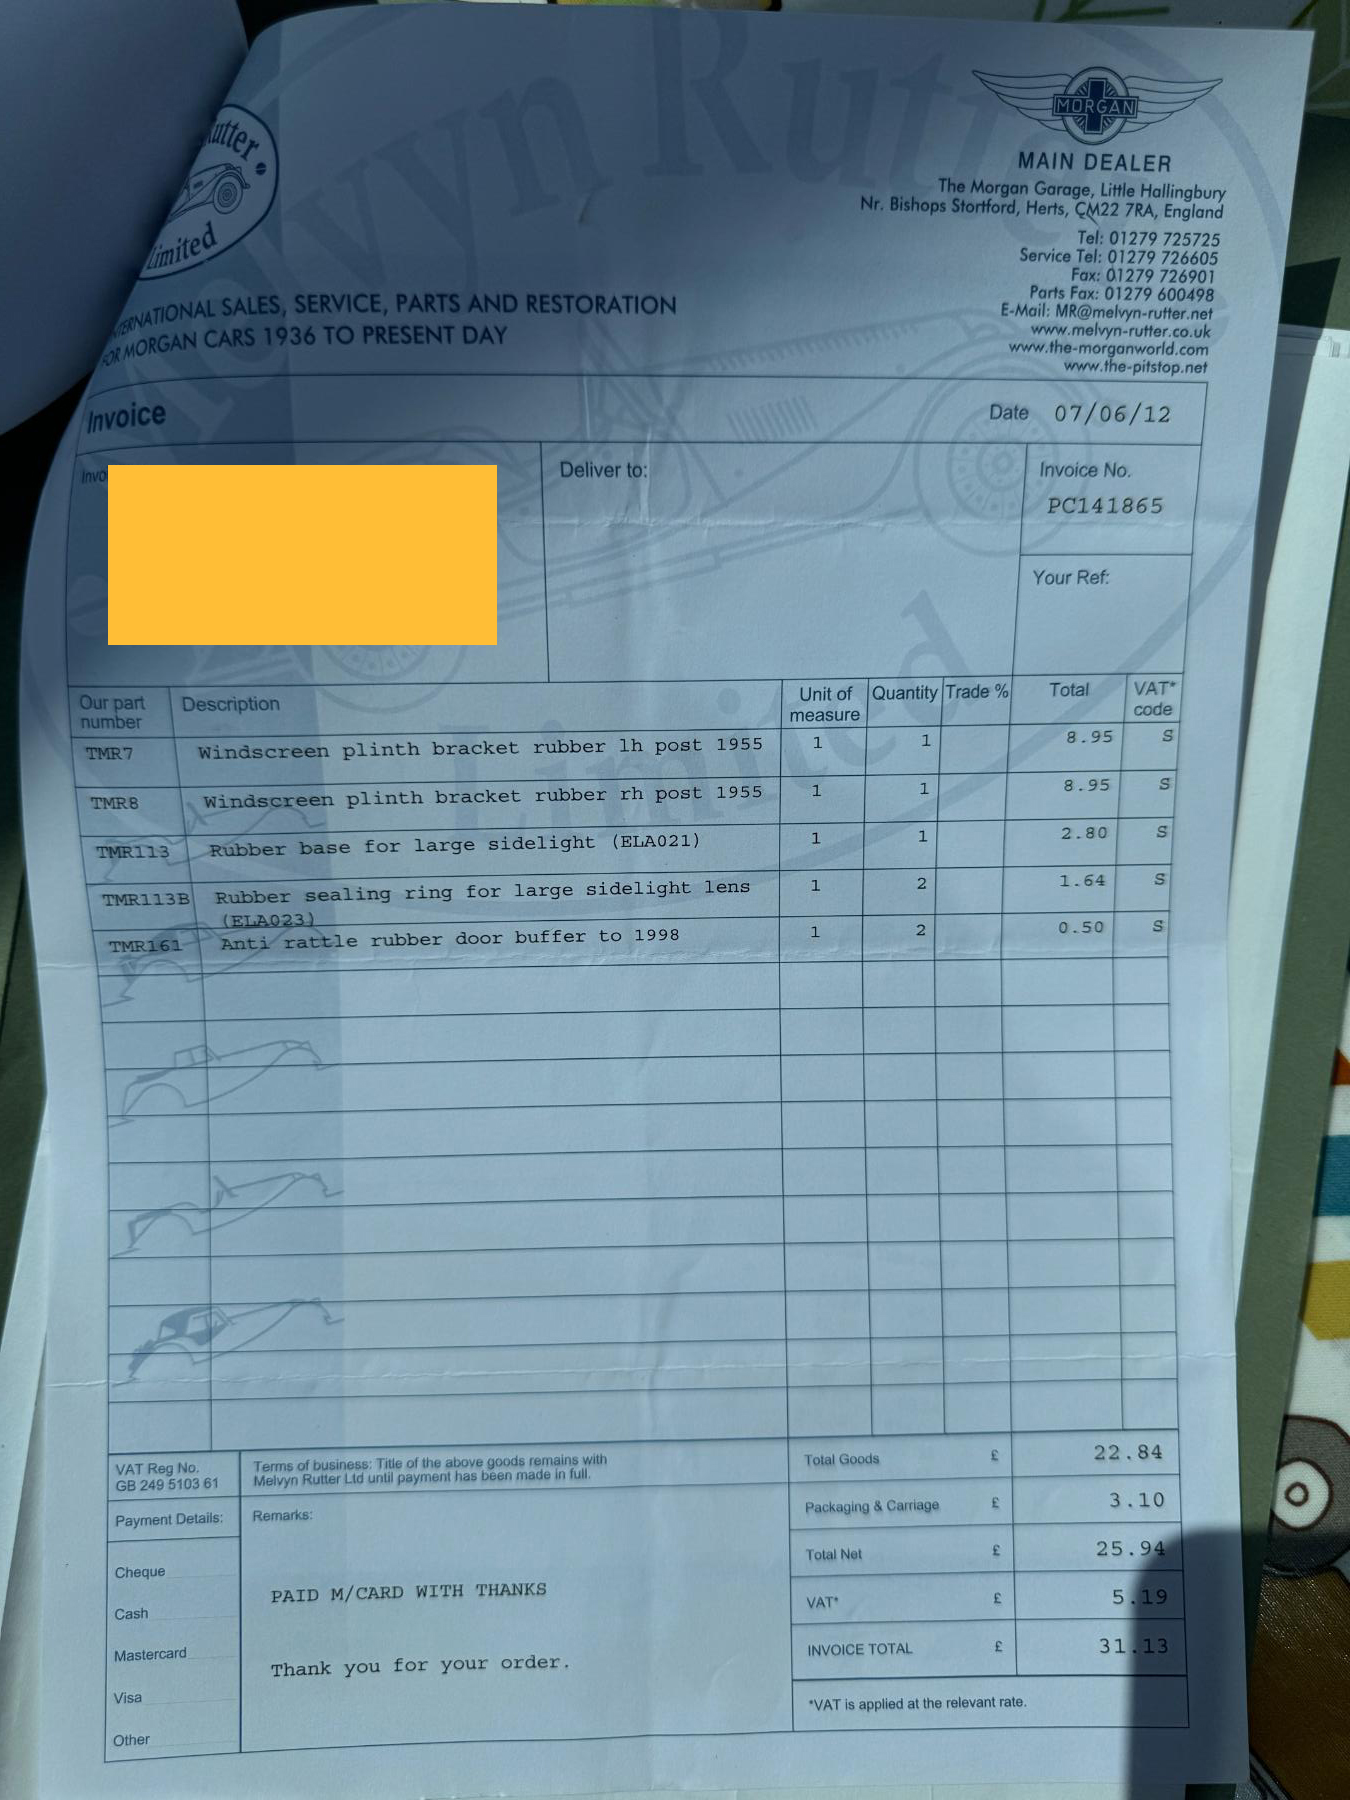 Melvyn Rutter Limited
utter
Limited
MORGAN
MAIN DEALER
The Morgan Garage, Little Hallingbury
Nr. Bishops Stortford, Herts, CM22 7RA, England
Tel: 01279 725725
Service Tel: 01279 726605
Fax: 01279 726901
Parts Fax: 01279 600498
E-Mail: MR@melvyn-rutter.net
www.melvyn-rutter.co.uk
www.the-morganworld.com
www.the-pitstop.net
TERNATIONAL SALES, SERVICE, PARTS AND RESTORATION
FOR MORGAN CARS 1936 TO PRESENT DAY
Invoice Date 07/06/12
Invo
Deliver to:
Invoice No.
PC141865
Your Ref:
Our part number Description Unit of measure Quantity Trade % Total VAT* code
TMR7 Windscreen plinth bracket rubber lh post 1955 1 1 8.95 S
TMR8 Windscreen plinth bracket rubber rh post 1955 1 1 8.95 S
TMR113 Rubber base for large sidelight (ELA021) 1 1 2.80 S
TMR113B Rubber sealing ring for large sidelight lens 1 2 1.64 S
(ELA023)
TMR161 Anti rattle rubber door buffer to 1998 1 2 0.50 S
VAT Reg No.
GB 249 5103 61
Terms of business: Title of the above goods remains with
Melvyn Rutter Ltd until payment has been made in full.
Payment Details:
Cheque
Cash
Mastercard
Visa
Other
Remarks:
PAID M/CARD WITH THANKS
Thank you for your order.
Total Goods £ 22.84
Packaging & Carriage £ 3.10
Total Net £ 25.94
VAT* £ 5.19
INVOICE TOTAL £ 31.13
*VAT is applied at the relevant rate.